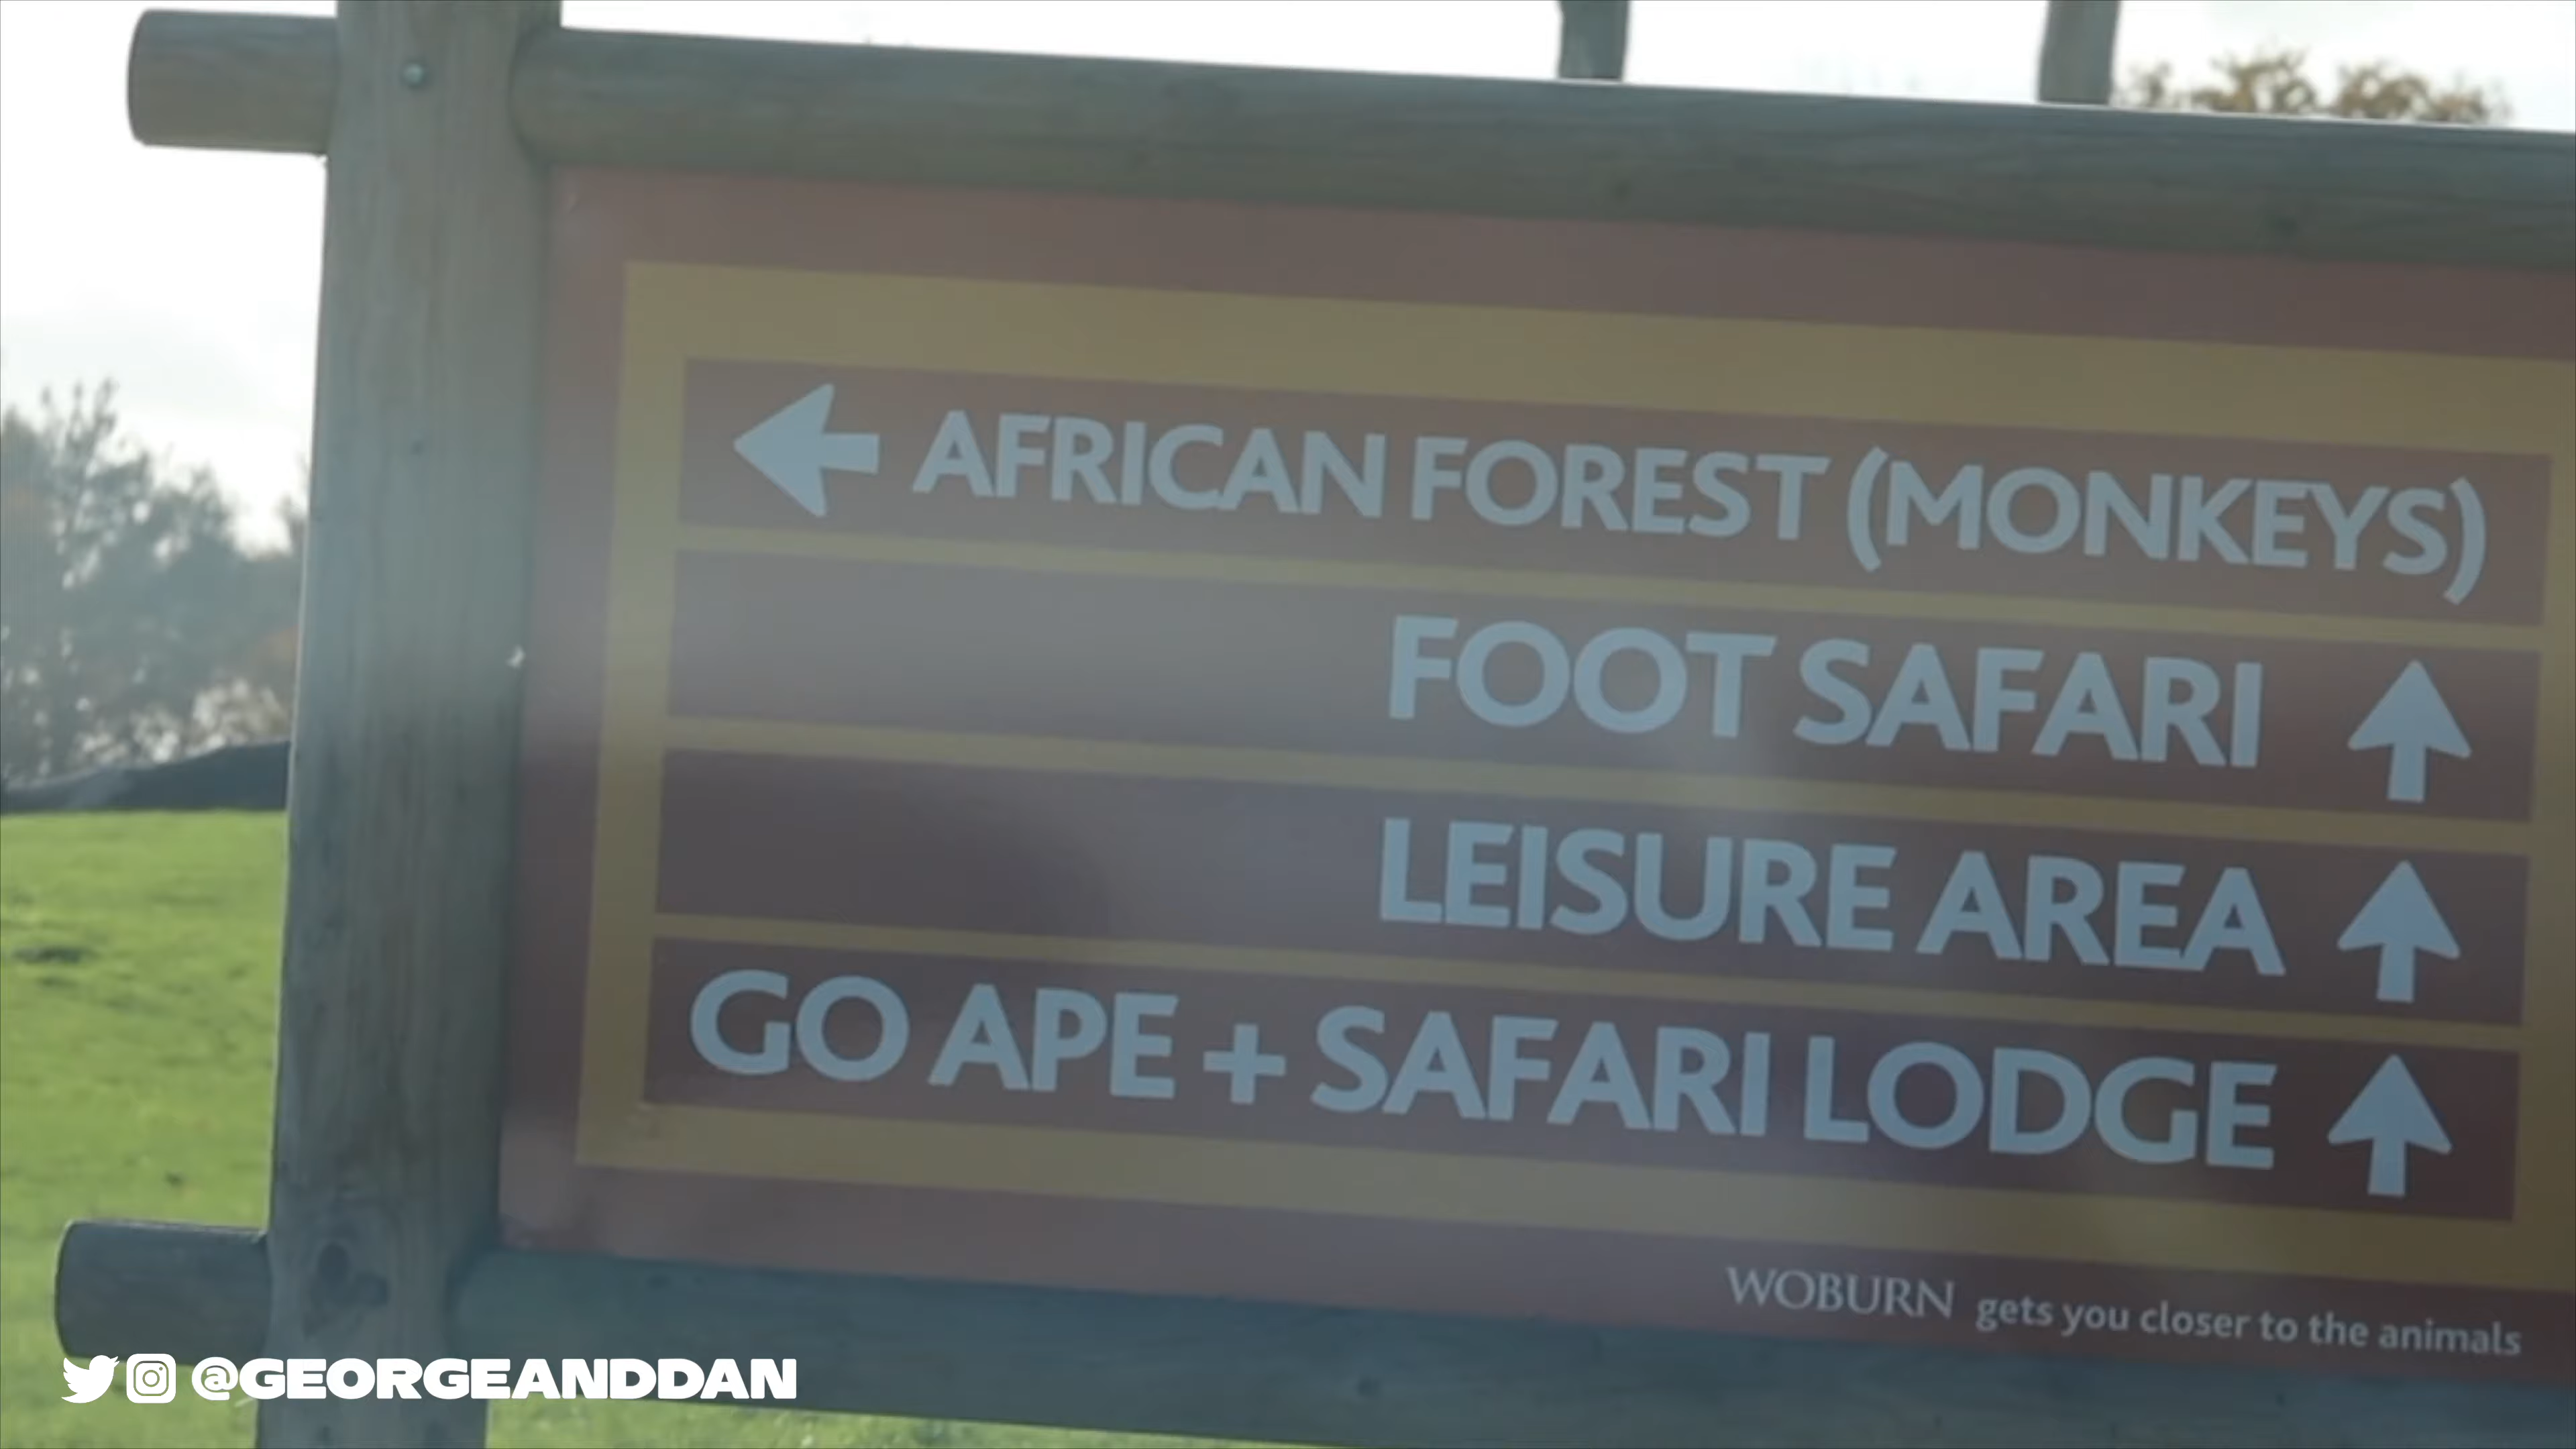 AFRICAN FOREST (MONKEYS)
FOOT SAFARI
LEISURE AREA
GO APE + SAFARI LODGE
WOBURN gets you closer to the animals
@GEORGEANDDAN